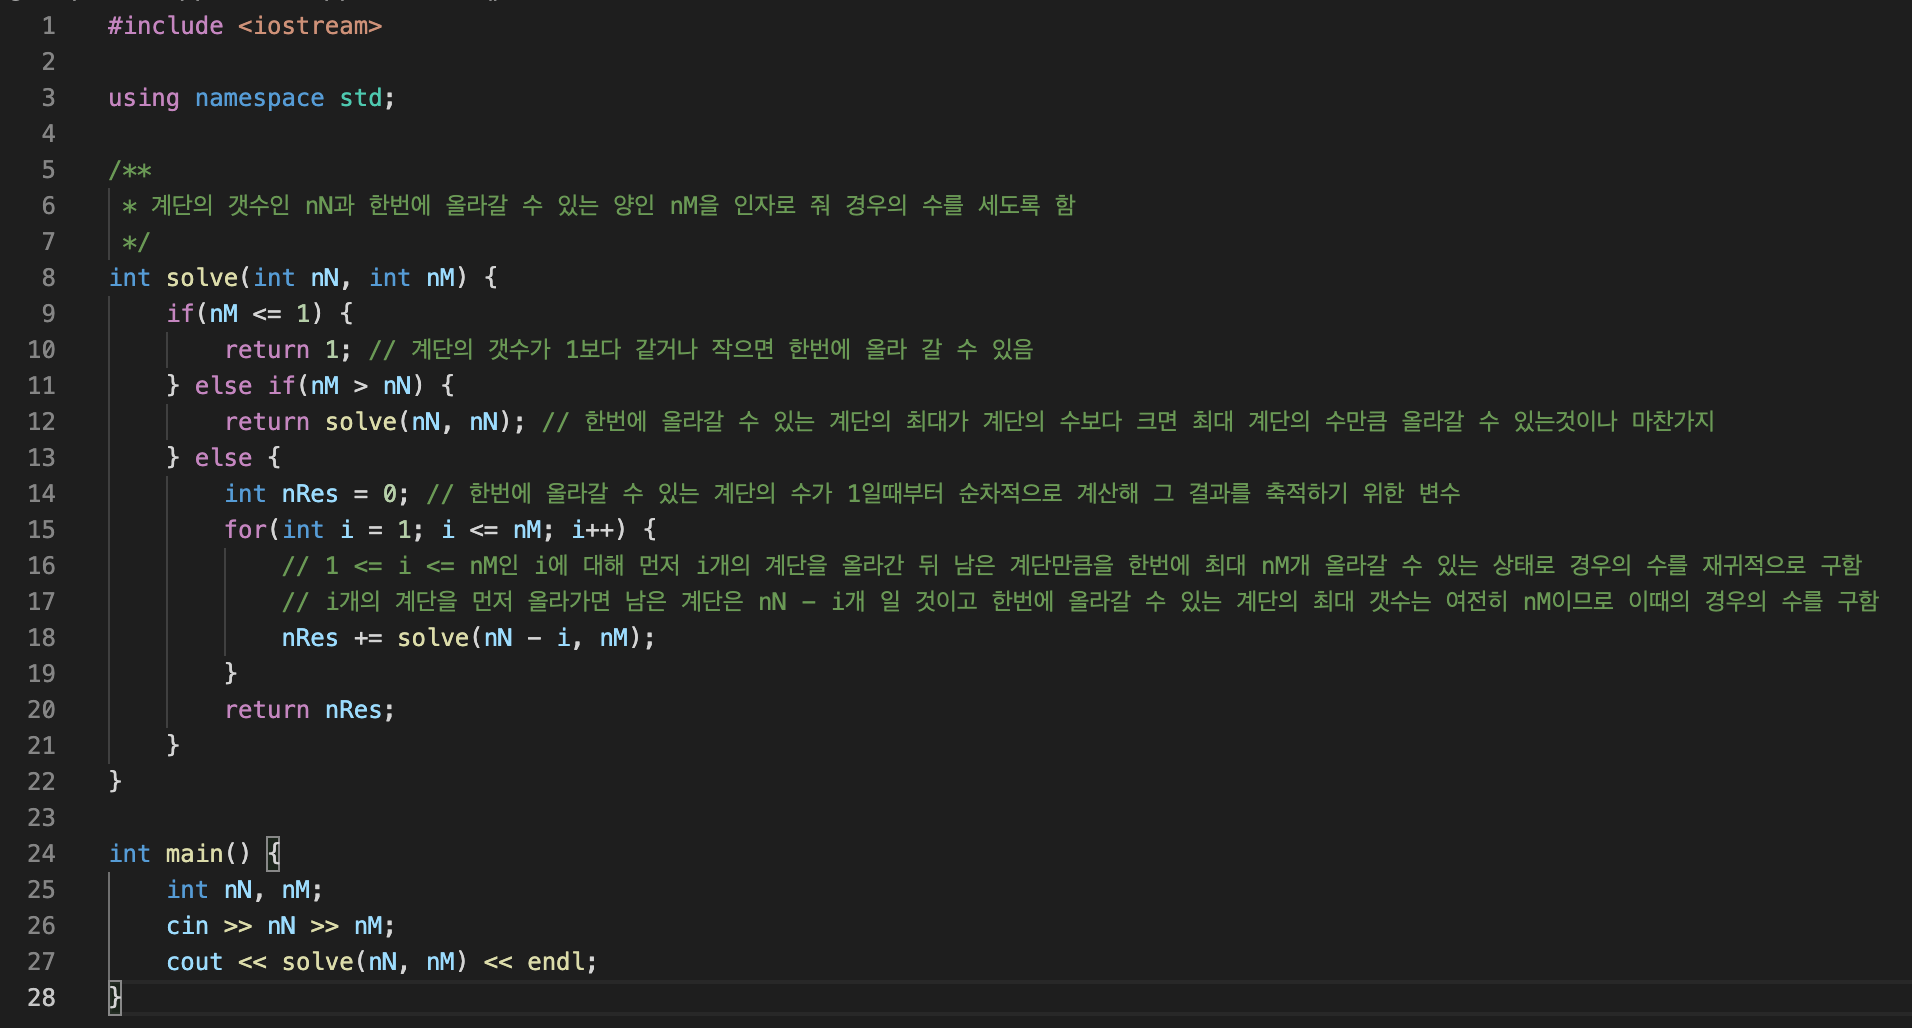 1 #include <iostream>
2
3 using namespace std;
4
5 /**
6 * 계단의 갯수인 nN과 한번에 올라갈 수 있는 양인 nM을 인자로 줘 경우의 수를 세도록 함
7 */
8 int solve(int nN, int nM) {
9 if(nM <= 1) {
10 return 1; // 계단의 갯수가 1보다 같거나 작으면 한번에 올라 갈 수 있음
11 } else if(nM > nN) {
12 return solve(nN, nN); // 한번에 올라갈 수 있는 계단의 최대가 계단의 수보다 크면 최대 계단의 수만큼 올라갈 수 있는것이나 마찬가지
13 } else {
14 int nRes = 0; // 한번에 올라갈 수 있는 계단의 수가 1일때부터 순차적으로 계산해 그 결과를 축적하기 위한 변수
15 for(int i = 1; i <= nM; i++) {
16 // 1 <= i <= nM인 i에 대해 먼저 i개의 계단을 올라간 뒤 남은 계단만큼을 한번에 최대 nM개 올라갈 수 있는 상태로 경우의 수를 재귀적으로 구함
17 // i개의 계단을 먼저 올라가면 남은 계단은 nN - i개 일 것이고 한번에 올라갈 수 있는 계단의 최대 갯수는 여전히 nM이므로 이때의 경우의 수를 구함
18 nRes += solve(nN - i, nM);
19 }
20 return nRes;
21 }
22 }
23
24 int main() {
25 int nN, nM;
26 cin >> nN >> nM;
27 cout << solve(nN, nM) << endl;
28 }